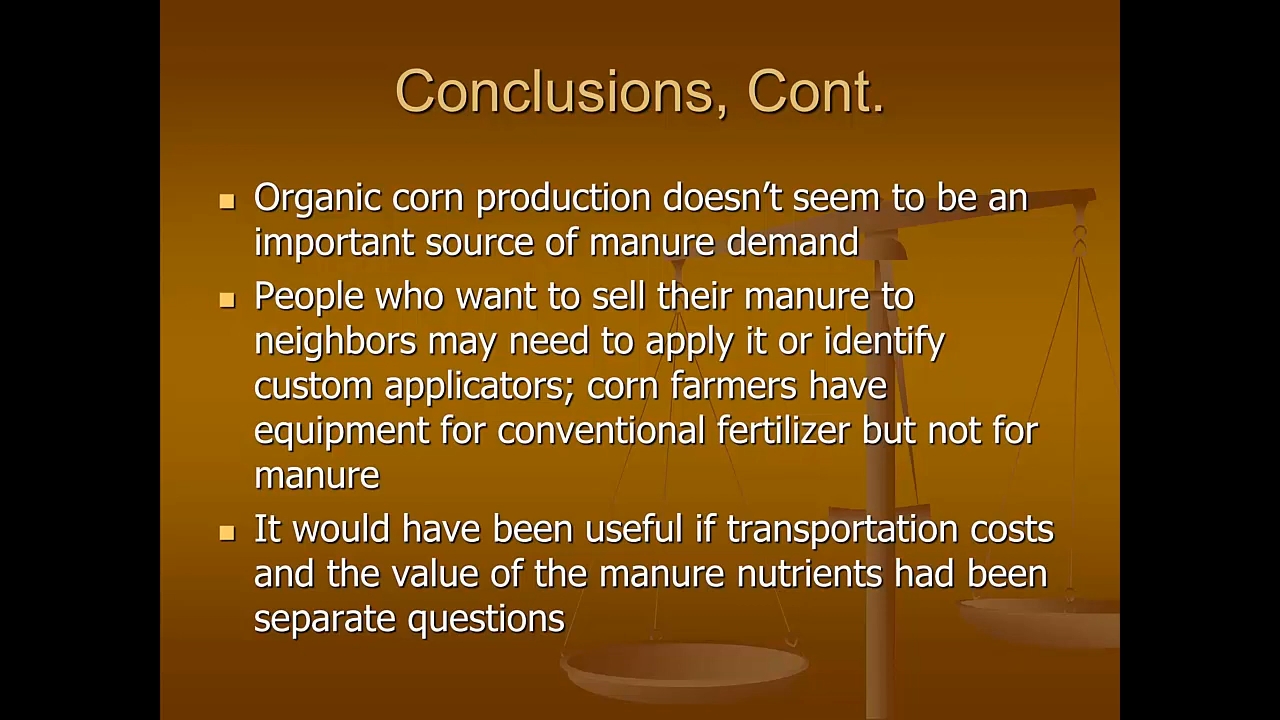 Conclusions, Cont.
Organic corn production doesn’t seem to be an
important source of manure demand
People who want to sell their manure to
neighbors may need to apply it or identify
custom applicators; corn farmers have
equipment for conventional fertilizer but not for
manure
It would have been useful if transportation costs
and the value of the manure nutrients had been
separate questions